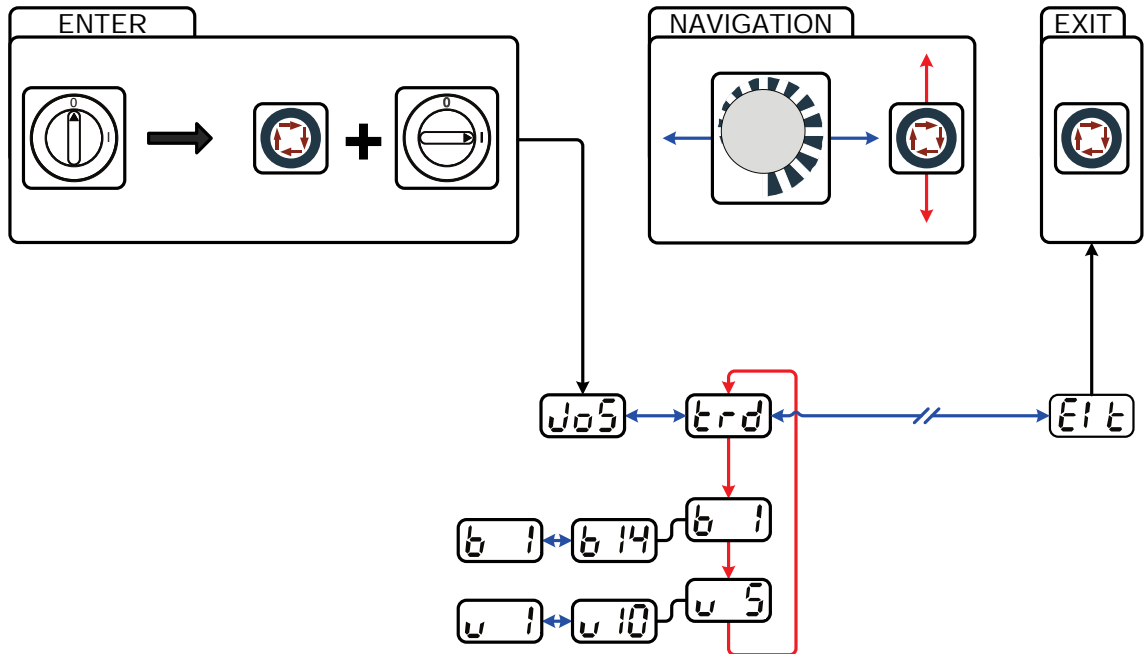 ENTER
NAVIGATION
EXIT
0
I
0
I
JoS
trd
EIt
b 1
b 1
b 14
u 5
u 1
u 10